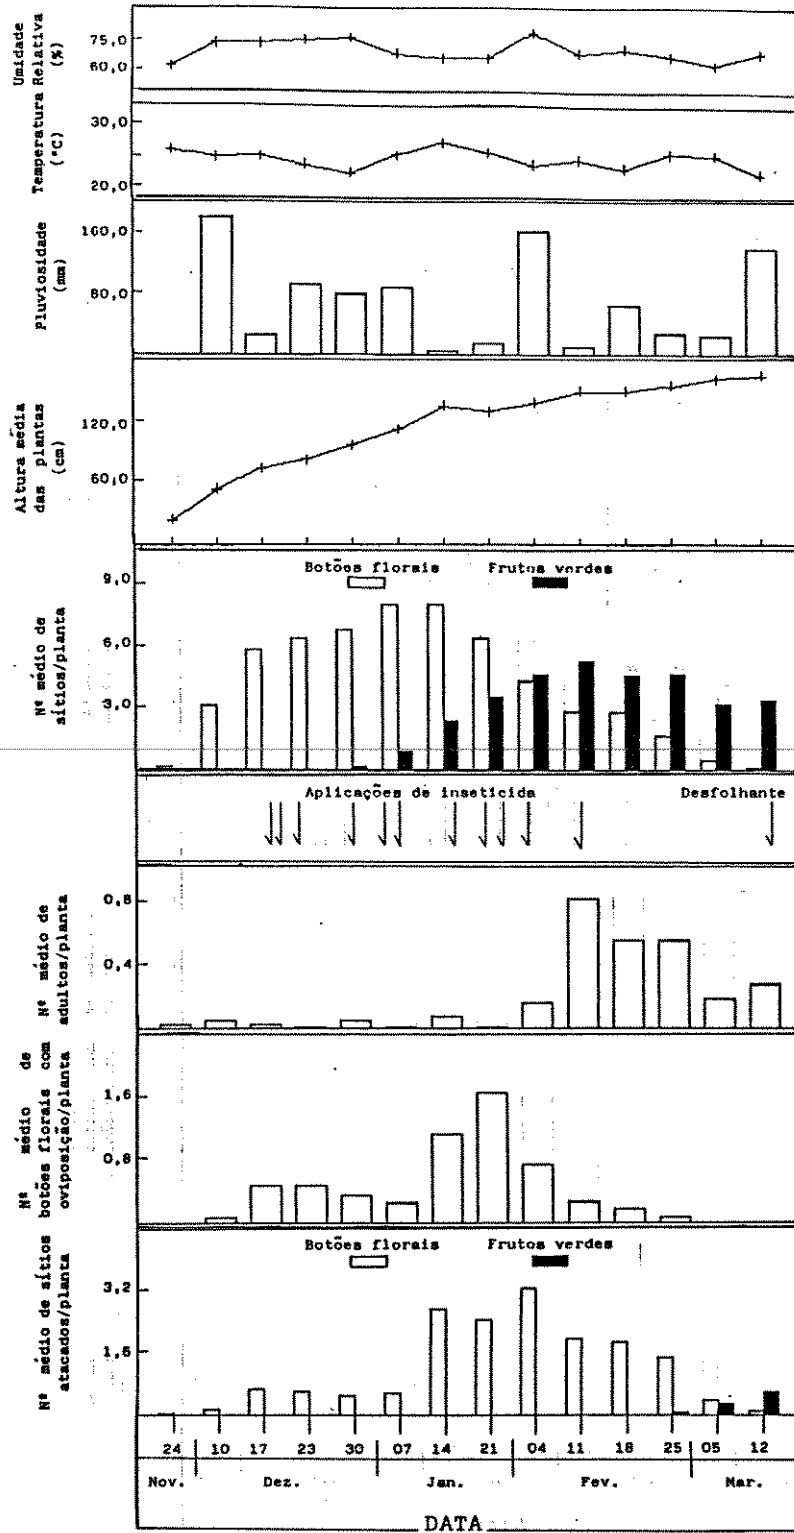 Umidade
Relativa
(%)
75,0
60,0
Temperatura
(°C)
30,0
20,0
Pluviosidade
(mm)
160,0
80,0
Altura média
das plantas
(cm)
120,0
60,0
Nº médio de
sítios/planta
9,0
6,0
3,0
Botões florais
Frutos verdes
Aplicações de inseticida
Desfolhante
Nº médio de
adultos/planta
0,8
0,4
Nº médio de
botões florais com
oviposição/planta
1,6
0,8
Nº médio de sítios
atacados/planta
3,2
1,6
Botões florais
Frutos verdes
24 10 17 23 30 07 14 21 04 11 18 25 05 12
Nov. Dez. Jan. Fev. Mar.
DATA